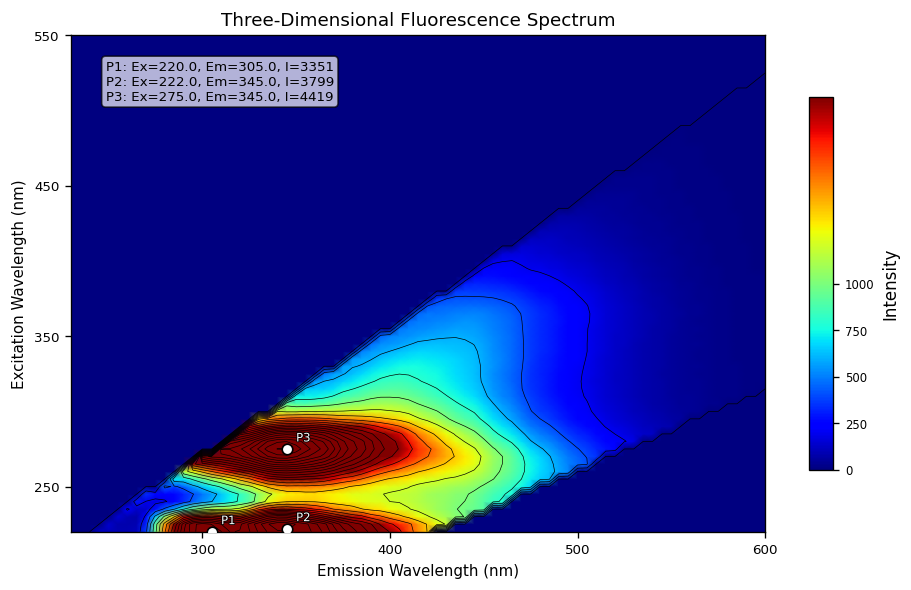 Three-Dimensional Fluorescence Spectrum
P1: Ex=220.0, Em=305.0, I=3351
P2: Ex=222.0, Em=345.0, I=3799
P3: Ex=275.0, Em=345.0, I=4419
550
450
350
250
Excitation Wavelength (nm)
P3
P1
P2
300
400
500
600
Emission Wavelength (nm)
1000
750
500
250
0
Intensity